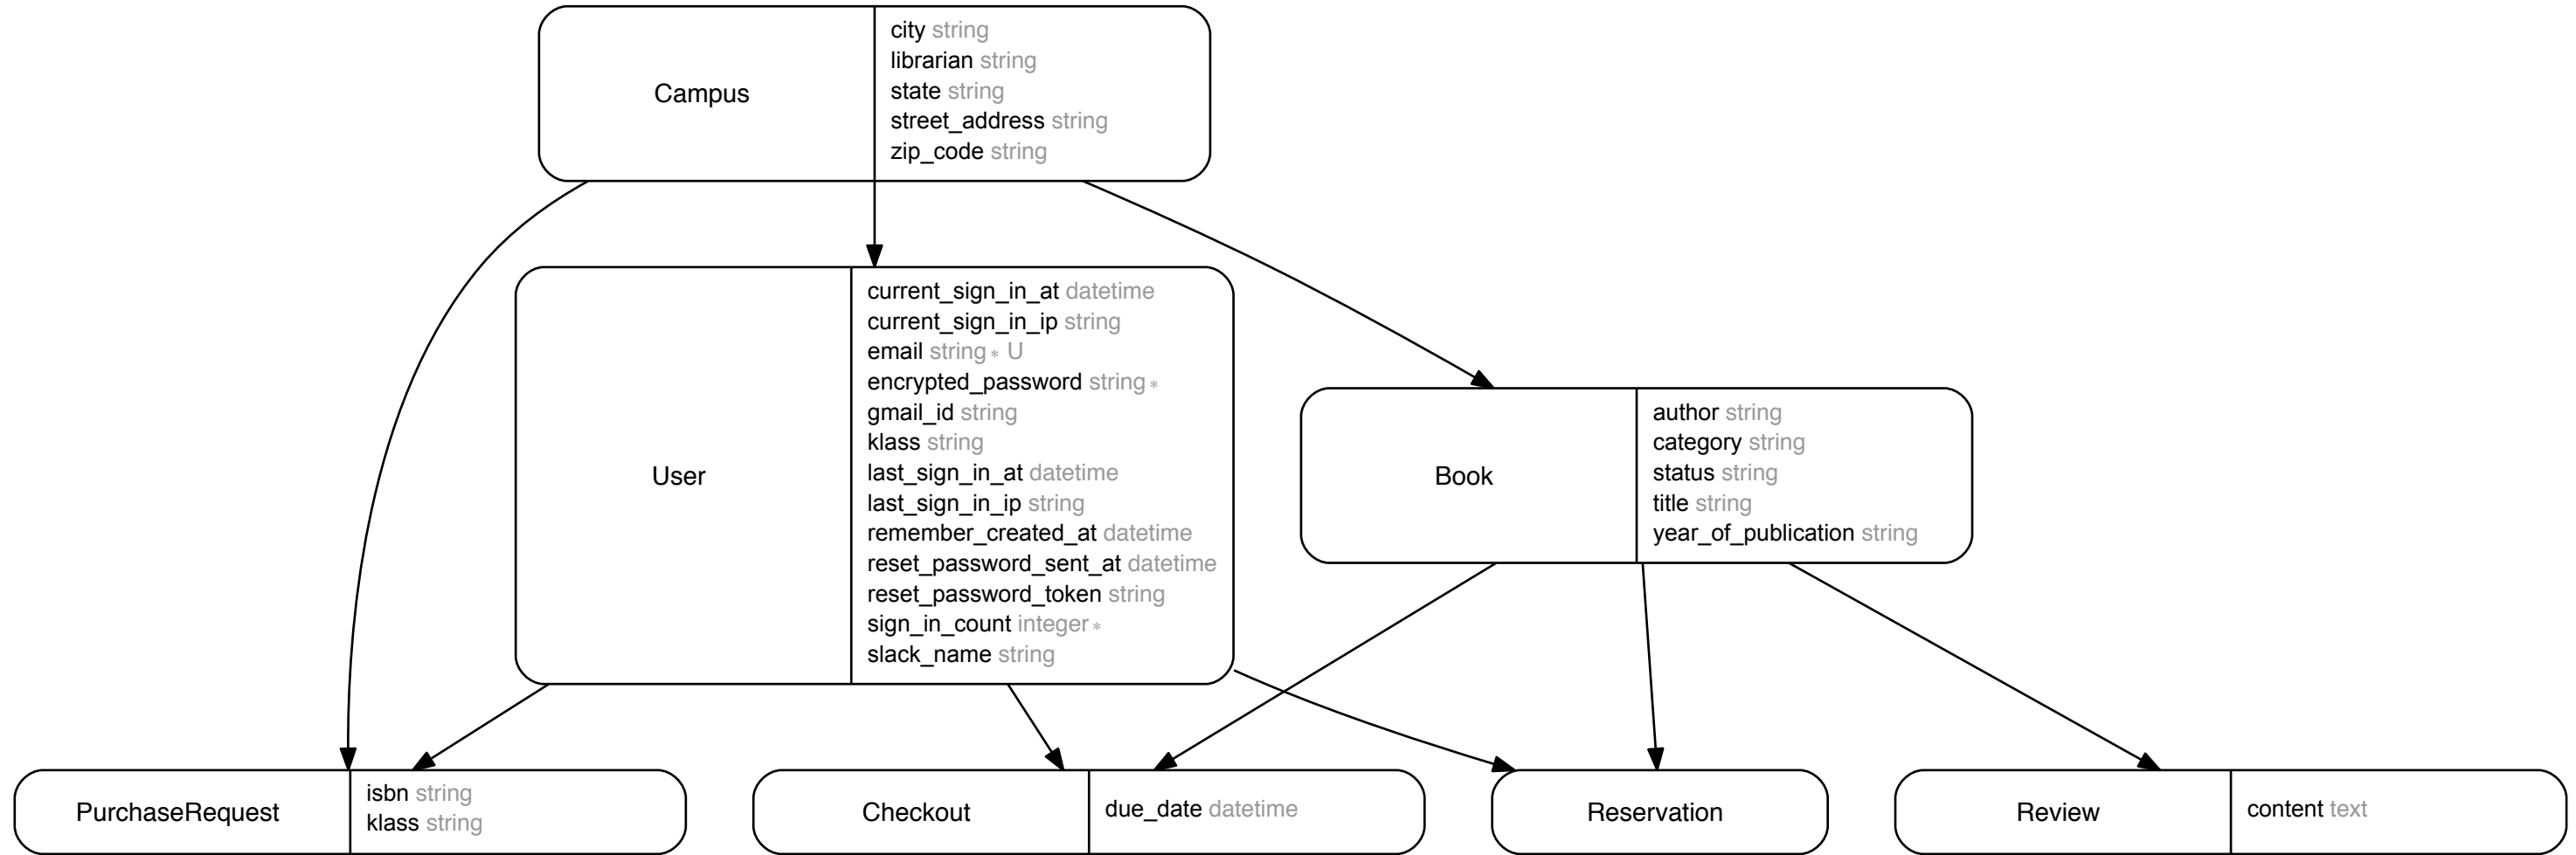 Campus
city string
librarian string
state string
street_address string
zip_code string
User
current_sign_in_at datetime
current_sign_in_ip string
email string * U
encrypted_password string *
gmail_id string
klass string
last_sign_in_at datetime
last_sign_in_ip string
remember_created_at datetime
reset_password_sent_at datetime
reset_password_token string
sign_in_count integer *
slack_name string
Book
author string
category string
status string
title string
year_of_publication string
PurchaseRequest
isbn string
klass string
Checkout
due_date datetime
Reservation
Review
content text